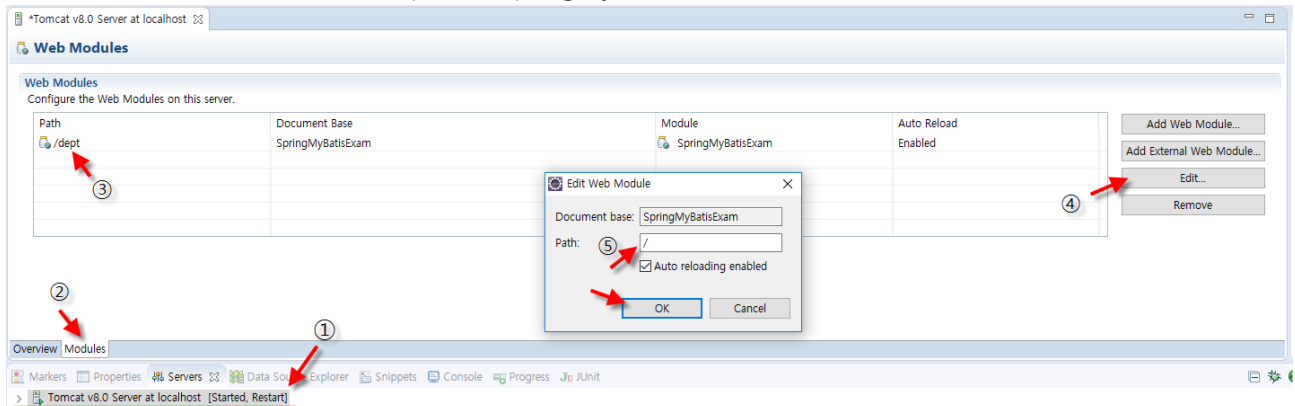 *Tomcat v8.0 Server at localhost
Web Modules
Web Modules
Configure the Web Modules on this server.
Path Document Base Module Auto Reload
/dept SpringMyBatisExam SpringMyBatisExam Enabled
③
Add Web Module...
Add External Web Module...
Edit...
④
Remove
Edit Web Module
Document base: SpringMyBatisExam
Path: ⑤ /
Auto reloading enabled
OK Cancel
②
①
Overview Modules
Markers Properties Servers Data Source Explorer Snippets Console Progress Ju JUnit
Tomcat v8.0 Server at localhost [Started, Restart]